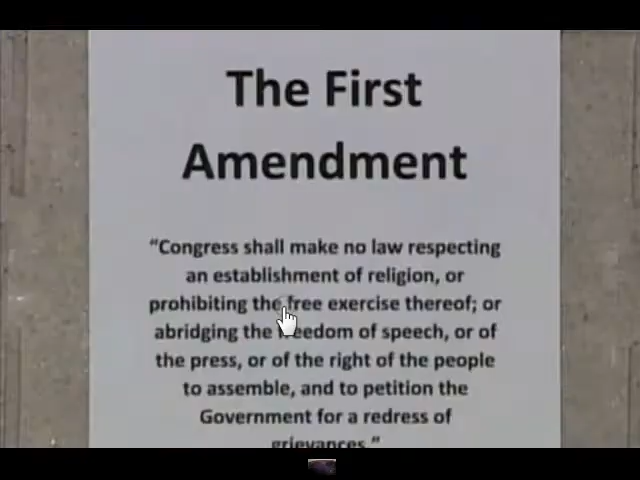 The First
Amendment
“Congress shall make no law respecting
an establishment of religion, or
prohibiting the free exercise thereof; or
abridging the freedom of speech, or of
the press, or of the right of the people
to assemble, and to petition the
Government for a redress of
grievances.”